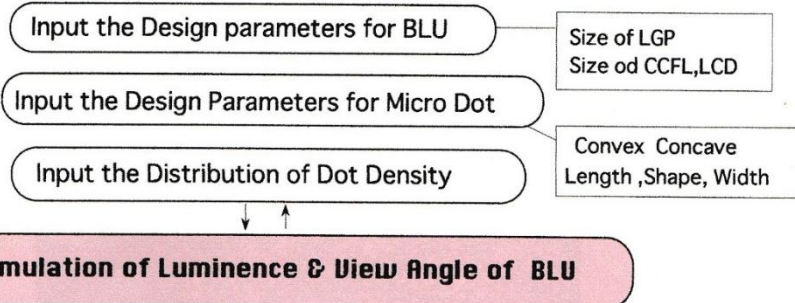 Input the Design parameters for BLU
Size of LGP
Size od CCFL,LCD
Input the Design Parameters for Micro Dot
Convex Concave
Length ,Shape, Width
Input the Distribution of Dot Density
mulation of Luminence & View Angle of BLU